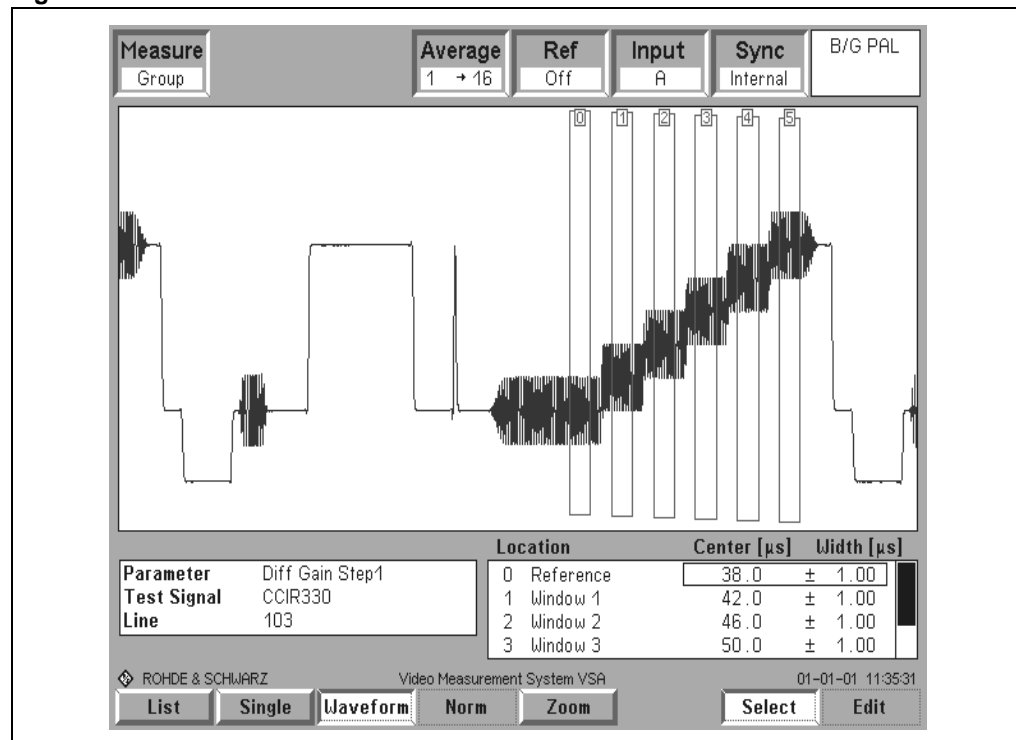 Measure
Group
Average
1 → 16
Ref
Off
Input
A
Sync
Internal
B/G PAL
0 1 2 3 4 5
Location Center [µs] Width [µs]
0 Reference 38.0 ± 1.00
1 Window 1 42.0 ± 1.00
2 Window 2 46.0 ± 1.00
3 Window 3 50.0 ± 1.00
Parameter Diff Gain Step1
Test Signal CCIR330
Line 103
ROHDE & SCHWARZ Video Measurement System VSA 01-01-01 11:35:31
List Single Waveform Norm Zoom Select Edit